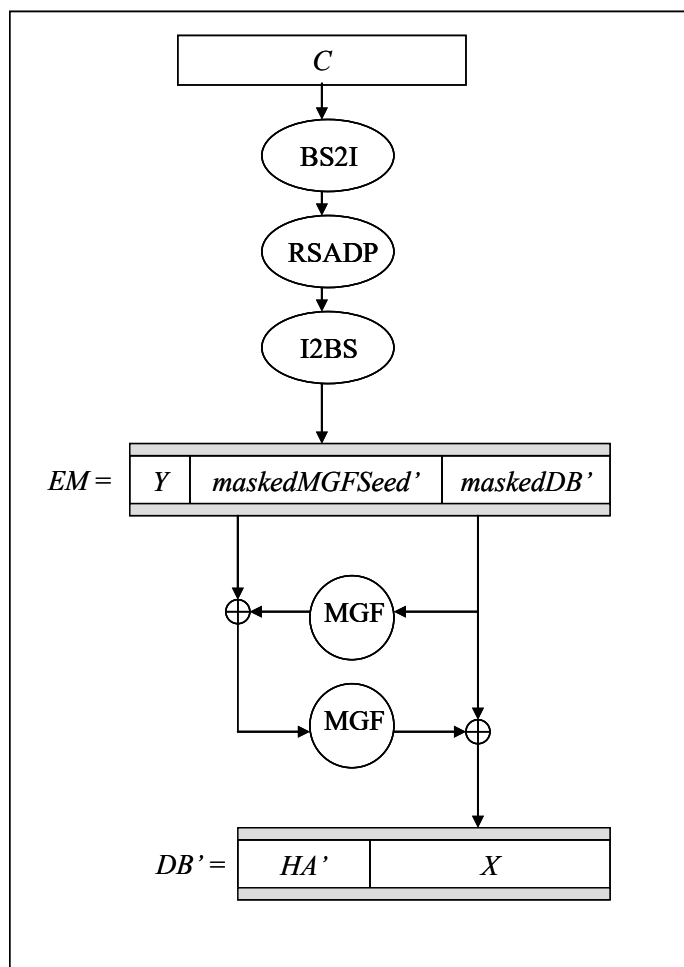 C
BS2I
RSADP
I2BS
EM = Y maskedMGFSeed’ maskedDB’
MGF
MGF
DB’ = HA’ X